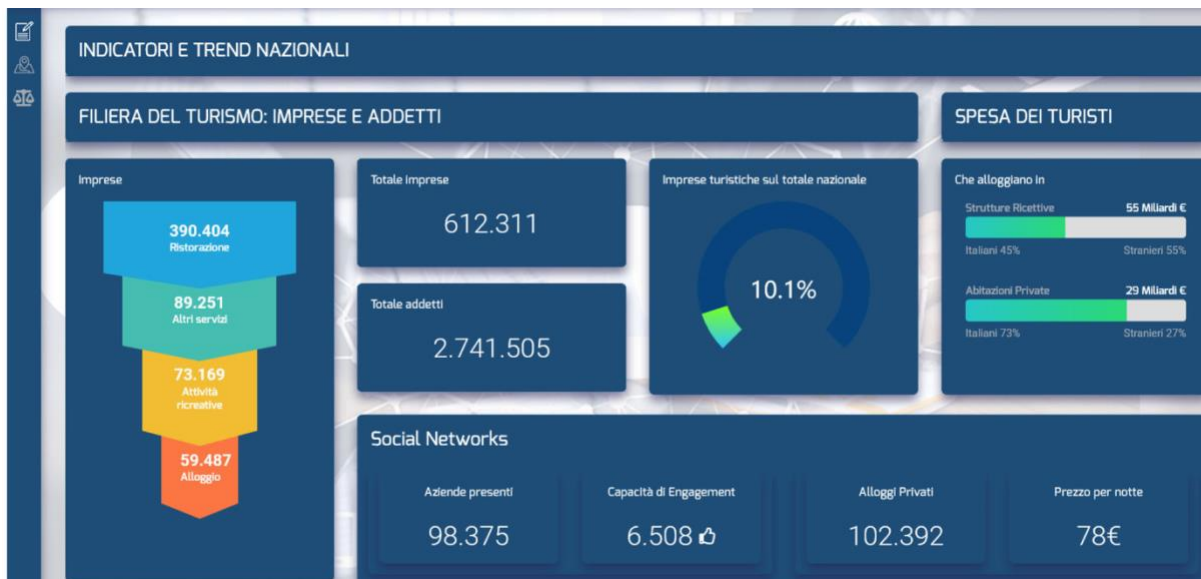 INDICATORI E TREND NAZIONALI
FILIERA DEL TURISMO: IMPRESE E ADDETTI
SPESA DEI TURISTI
Imprese
390.404
Ristorazione
89.251
Altri servizi
73.169
Attività
ricreative
59.487
Alloggio
Totale imprese
612.311
Totale addetti
2.741.505
Imprese turistiche sul totale nazionale
10.1%
Che alloggiano in
Strutture Ricettive 55 Miliardi €
Italiani 45% Stranieri 55%
Abitazioni Private 29 Miliardi €
Italiani 73% Stranieri 27%
Social Networks
Aziende presenti
98.375
Capacità di Engagement
6.508
Alloggi Privati
102.392
Prezzo per notte
78€